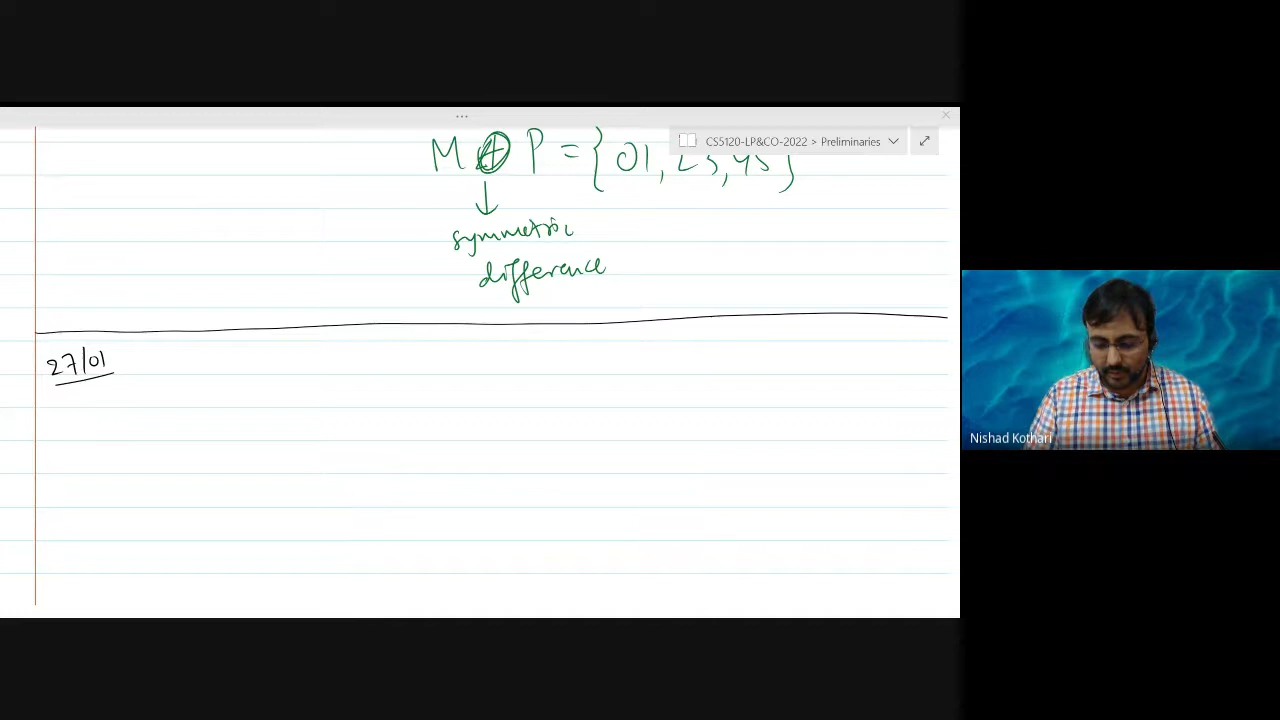 CS5120-LP&CO-2022 > Preliminaries
M ⊕ P = {01, 23, 45}
symmetric
difference
27/01
Nishad Kothari